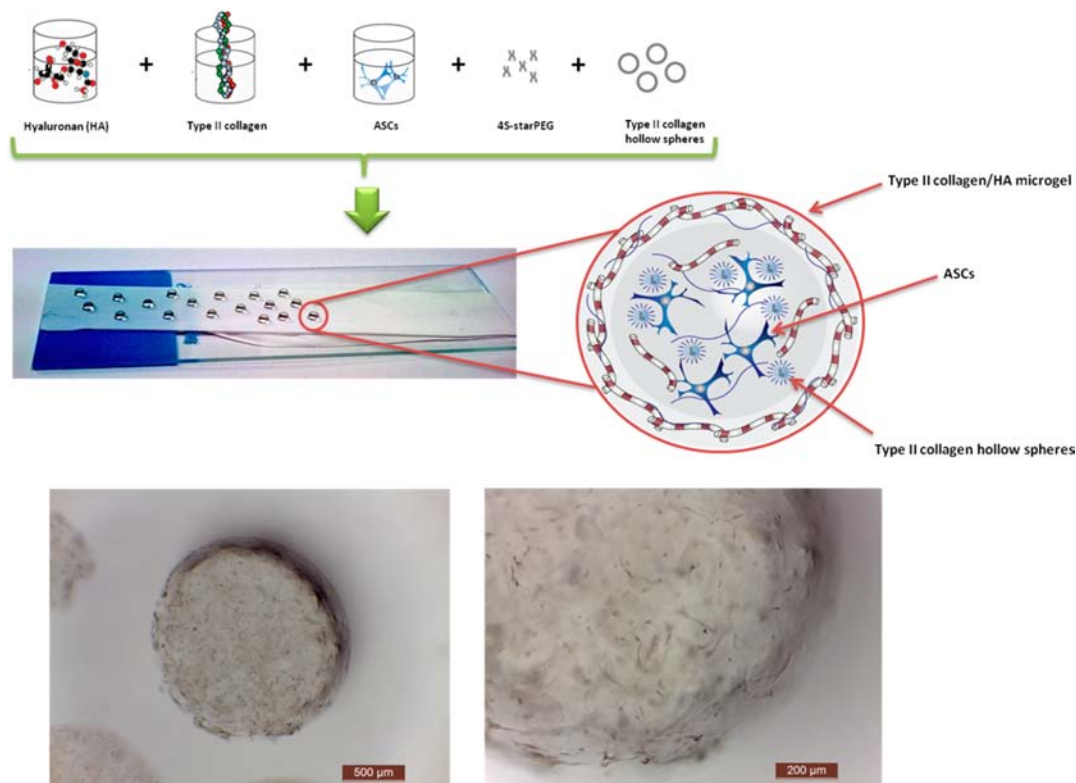 + + + +
Hyaluronan (HA) Type II collagen ASCs 4S-starPEG Type II collagen
hollow spheres
Type II collagen/HA microgel
ASCs
Type II collagen hollow spheres
500 µm 200 µm